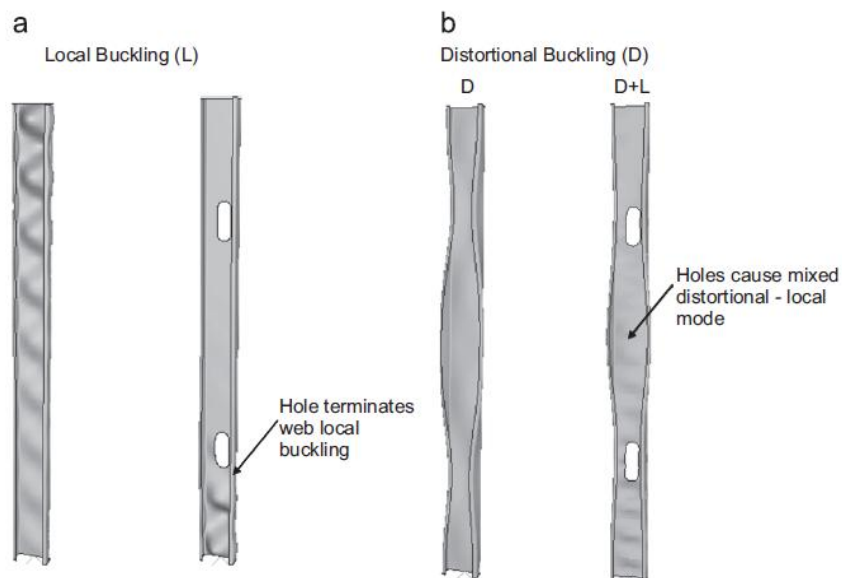 a
Local Buckling (L)
Hole terminates
web local
buckling
b
Distortional Buckling (D)
D
D+L
Holes cause mixed
distortional - local
mode